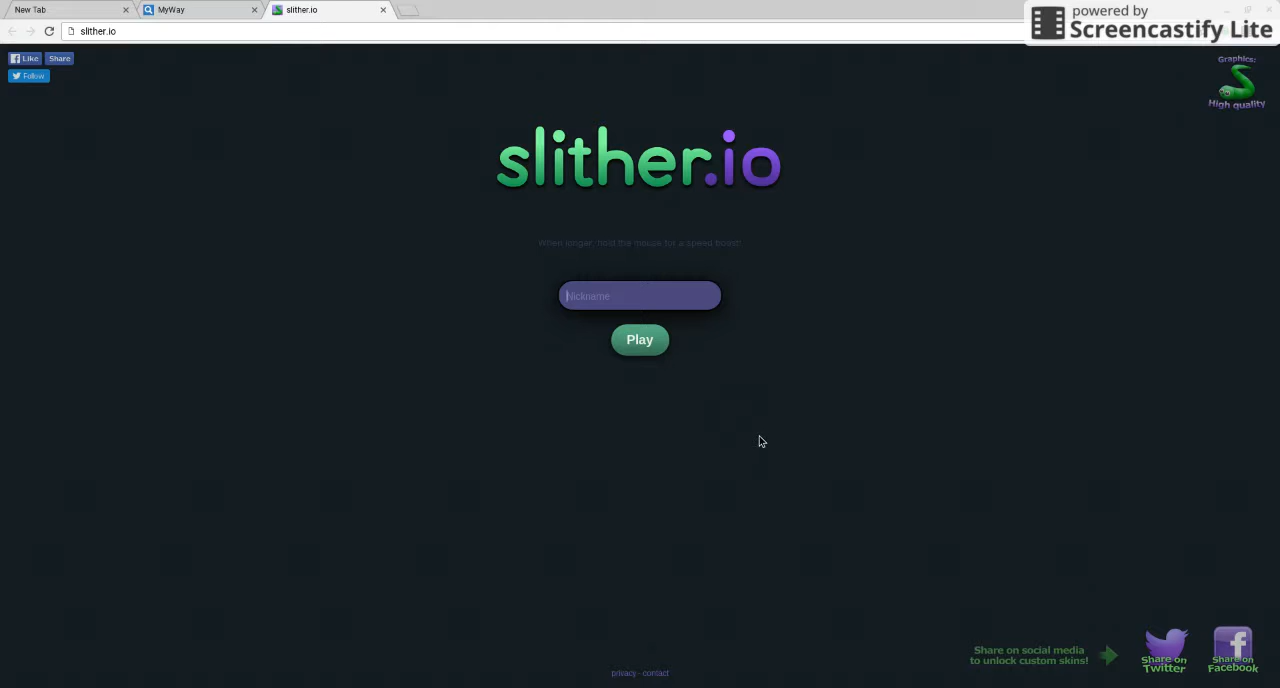 New Tab
MyWay
slither.io
powered by
Screencastify Lite
slither.io
Like
Share
Follow
Graphics:
High quality
slither.io
When longer, hold the mouse for a speed boost!
Nickname
Play
Share on social media
to unlock custom skins!
Share on
Twitter
Share on
Facebook
privacy · contact